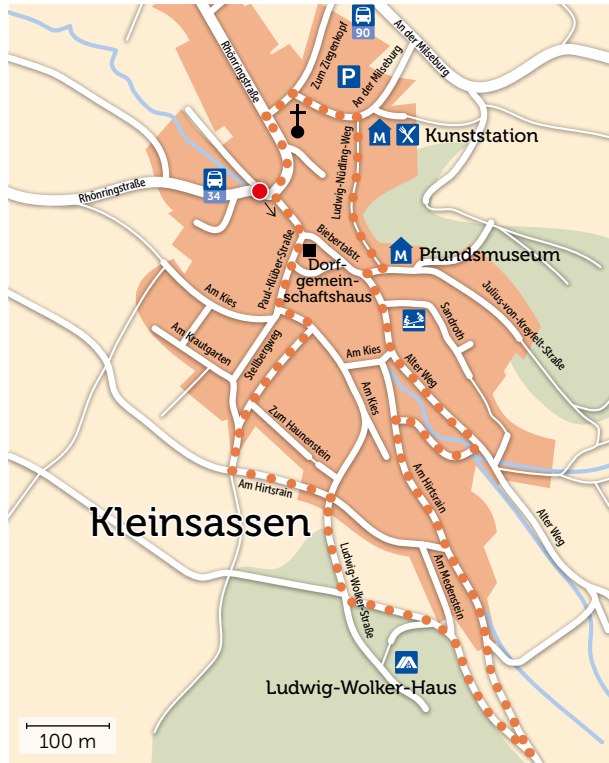 90
An der Milseburg
Zum Ziegenkopf
Rhönringstraße
P
An der Milseburg
M
Kunststation
Ludwig-Nüdling-Weg
34
Rhönringstraße
Biebertalstr.
M
Pfundsmuseum
Paul-Klüber-Straße
Dorf-
gemein-
schaftshaus
Julius-von-Kreyfelt-Straße
Am Kies
Sandroth
Am Krautgarten
Stellbergweg
Am Kies
Alter Weg
Am Kies
Zum Haunenstein
Am Hirtsrain
Am Hirtsrain
Kleinsassen
Alter Weg
Ludwig-Wolker-Straße
Am Medenstein
Ludwig-Wolker-Haus
100 m